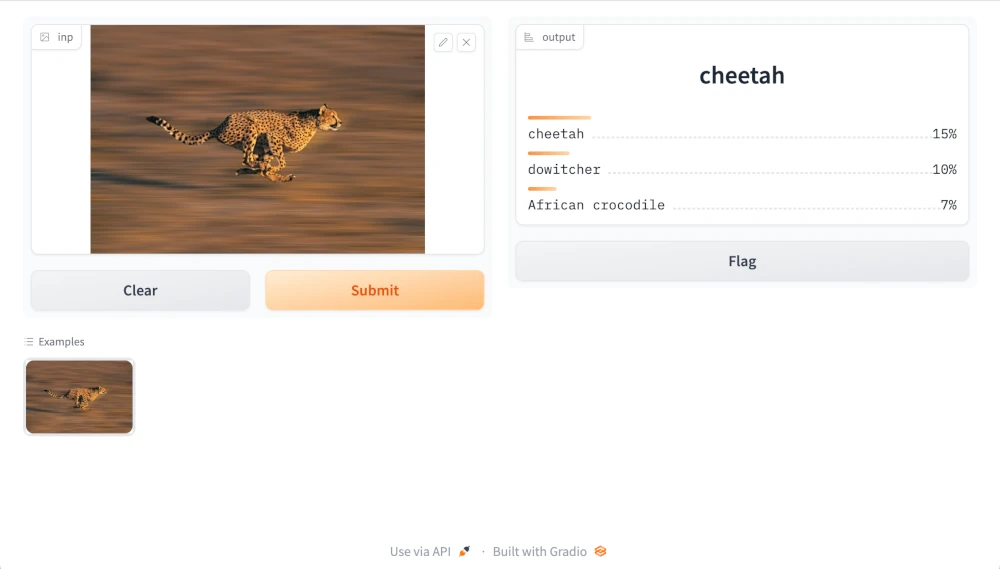 inp
output
cheetah
cheetah 15%
dowitcher 10%
African crocodile 7%
Clear
Submit
Flag
Examples
Use via API · Built with Gradio